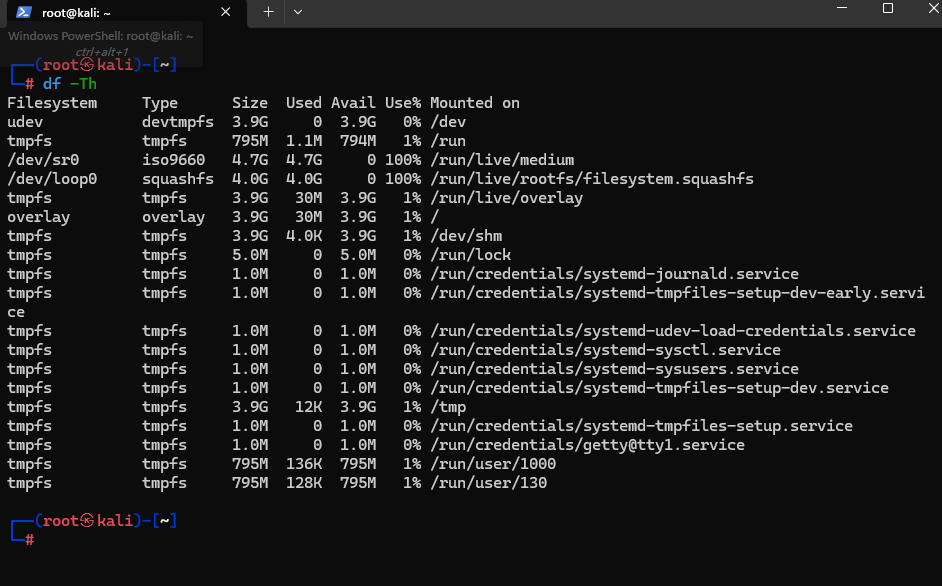 root@kali: ~
Windows PowerShell: root@kali: ~
ctrl+alt+1
┌──(root㉿kali)-[~]
└─# df -Th
Filesystem     Type      Size  Used Avail Use% Mounted on
udev           devtmpfs  3.9G     0  3.9G   0% /dev
tmpfs          tmpfs     795M  1.1M  794M   1% /run
/dev/sr0       iso9660   4.7G  4.7G     0 100% /run/live/medium
/dev/loop0     squashfs  4.0G  4.0G     0 100% /run/live/rootfs/filesystem.squashfs
tmpfs          tmpfs     3.9G   30M  3.9G   1% /run/live/overlay
overlay        overlay   3.9G   30M  3.9G   1% /
tmpfs          tmpfs     3.9G  4.0K  3.9G   1% /dev/shm
tmpfs          tmpfs     5.0M     0  5.0M   0% /run/lock
tmpfs          tmpfs     1.0M     0  1.0M   0% /run/credentials/systemd-journald.service
tmpfs          tmpfs     1.0M     0  1.0M   0% /run/credentials/systemd-tmpfiles-setup-dev-early.servi
ce
tmpfs          tmpfs     1.0M     0  1.0M   0% /run/credentials/systemd-udev-load-credentials.service
tmpfs          tmpfs     1.0M     0  1.0M   0% /run/credentials/systemd-sysctl.service
tmpfs          tmpfs     1.0M     0  1.0M   0% /run/credentials/systemd-sysusers.service
tmpfs          tmpfs     1.0M     0  1.0M   0% /run/credentials/systemd-tmpfiles-setup-dev.service
tmpfs          tmpfs     3.9G   12K  3.9G   1% /tmp
tmpfs          tmpfs     1.0M     0  1.0M   0% /run/credentials/systemd-tmpfiles-setup.service
tmpfs          tmpfs     1.0M     0  1.0M   0% /run/credentials/getty@tty1.service
tmpfs          tmpfs     795M  136K  795M   1% /run/user/1000
tmpfs          tmpfs     795M  128K  795M   1% /run/user/130
┌──(root㉿kali)-[~]
└─#